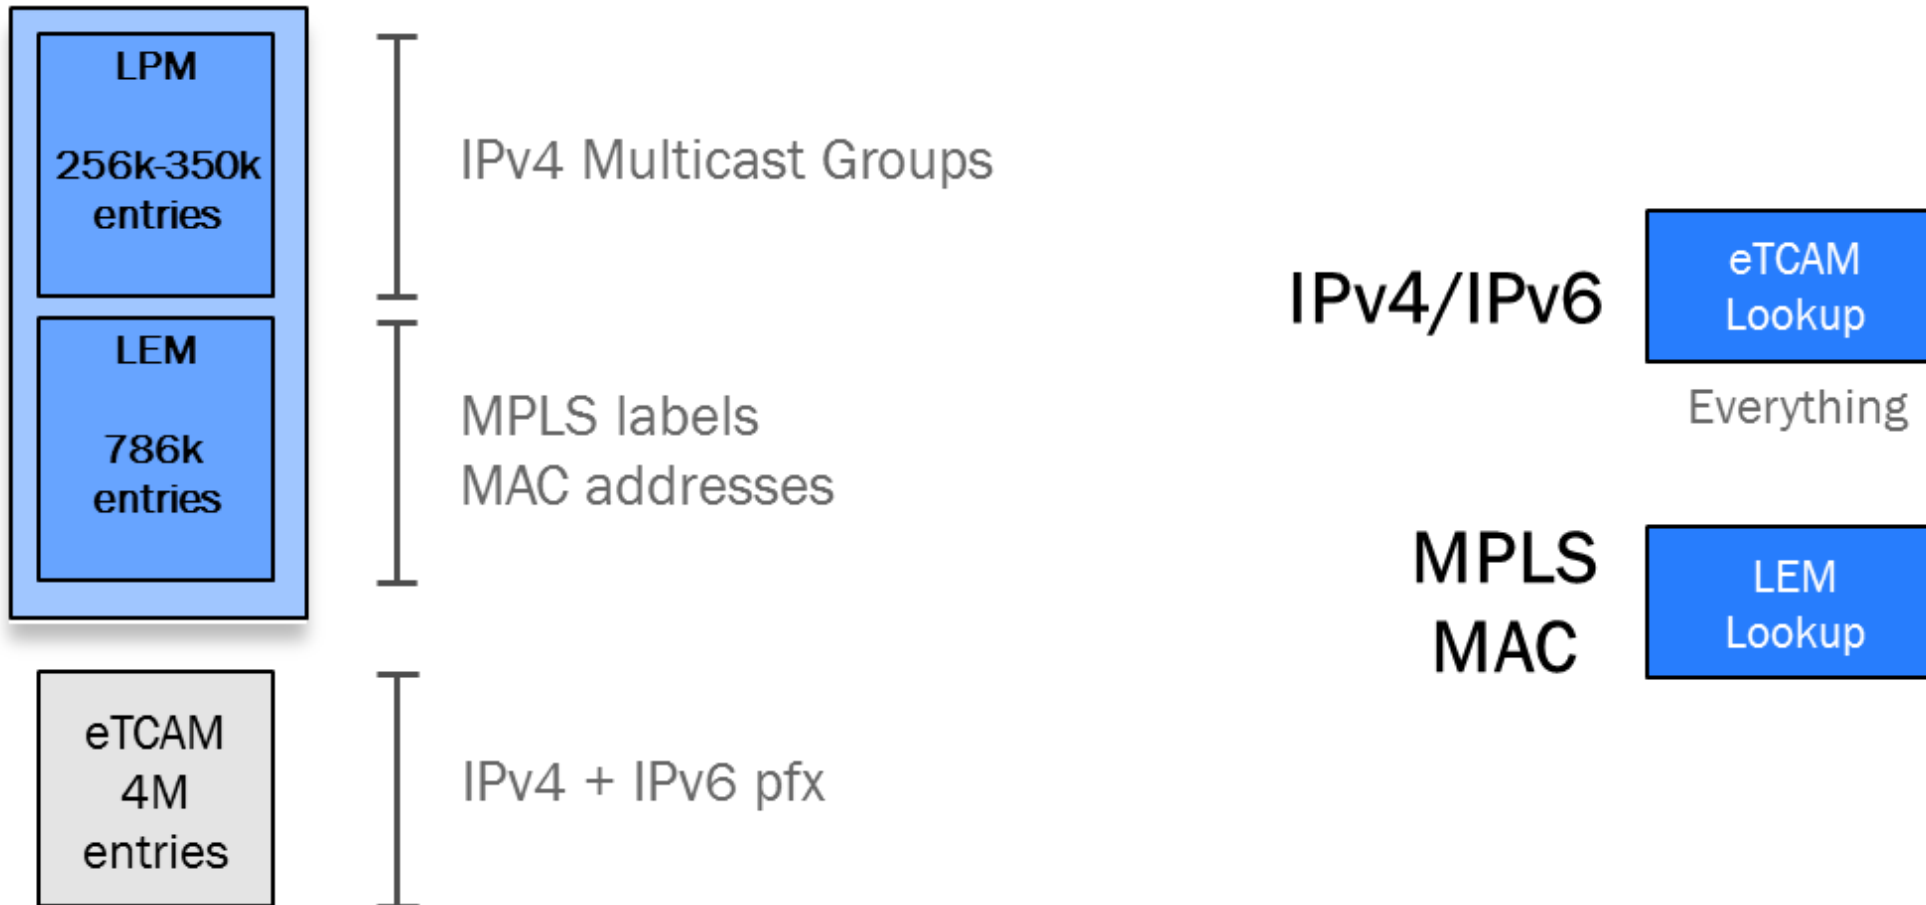 LPM
256k-350k
entries
IPv4 Multicast Groups
LEM
786k
entries
MPLS labels
MAC addresses
eTCAM
4M
entries
IPv4 + IPv6 pfx
IPv4/IPv6
eTCAM
Lookup
Everything
MPLS
MAC
LEM
Lookup